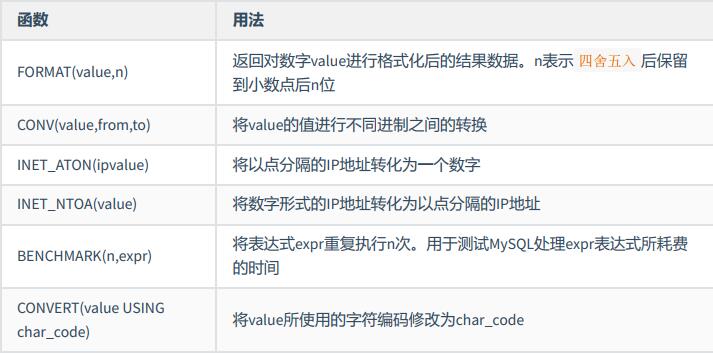 函数 用法
FORMAT(value,n) 返回对数字value进行格式化后的结果数据。n表示 四舍五入 后保留
到小数点后n位
CONV(value,from,to) 将value的值进行不同进制之间的转换
INET_ATON(ipvalue) 将以点分隔的IP地址转化为一个数字
INET_NTOA(value) 将数字形式的IP地址转化为以点分隔的IP地址
BENCHMARK(n,expr) 将表达式expr重复执行n次。用于测试MySQL处理expr表达式所耗费
的时间
CONVERT(value USING
char_code) 将value所使用的字符编码修改为char_code